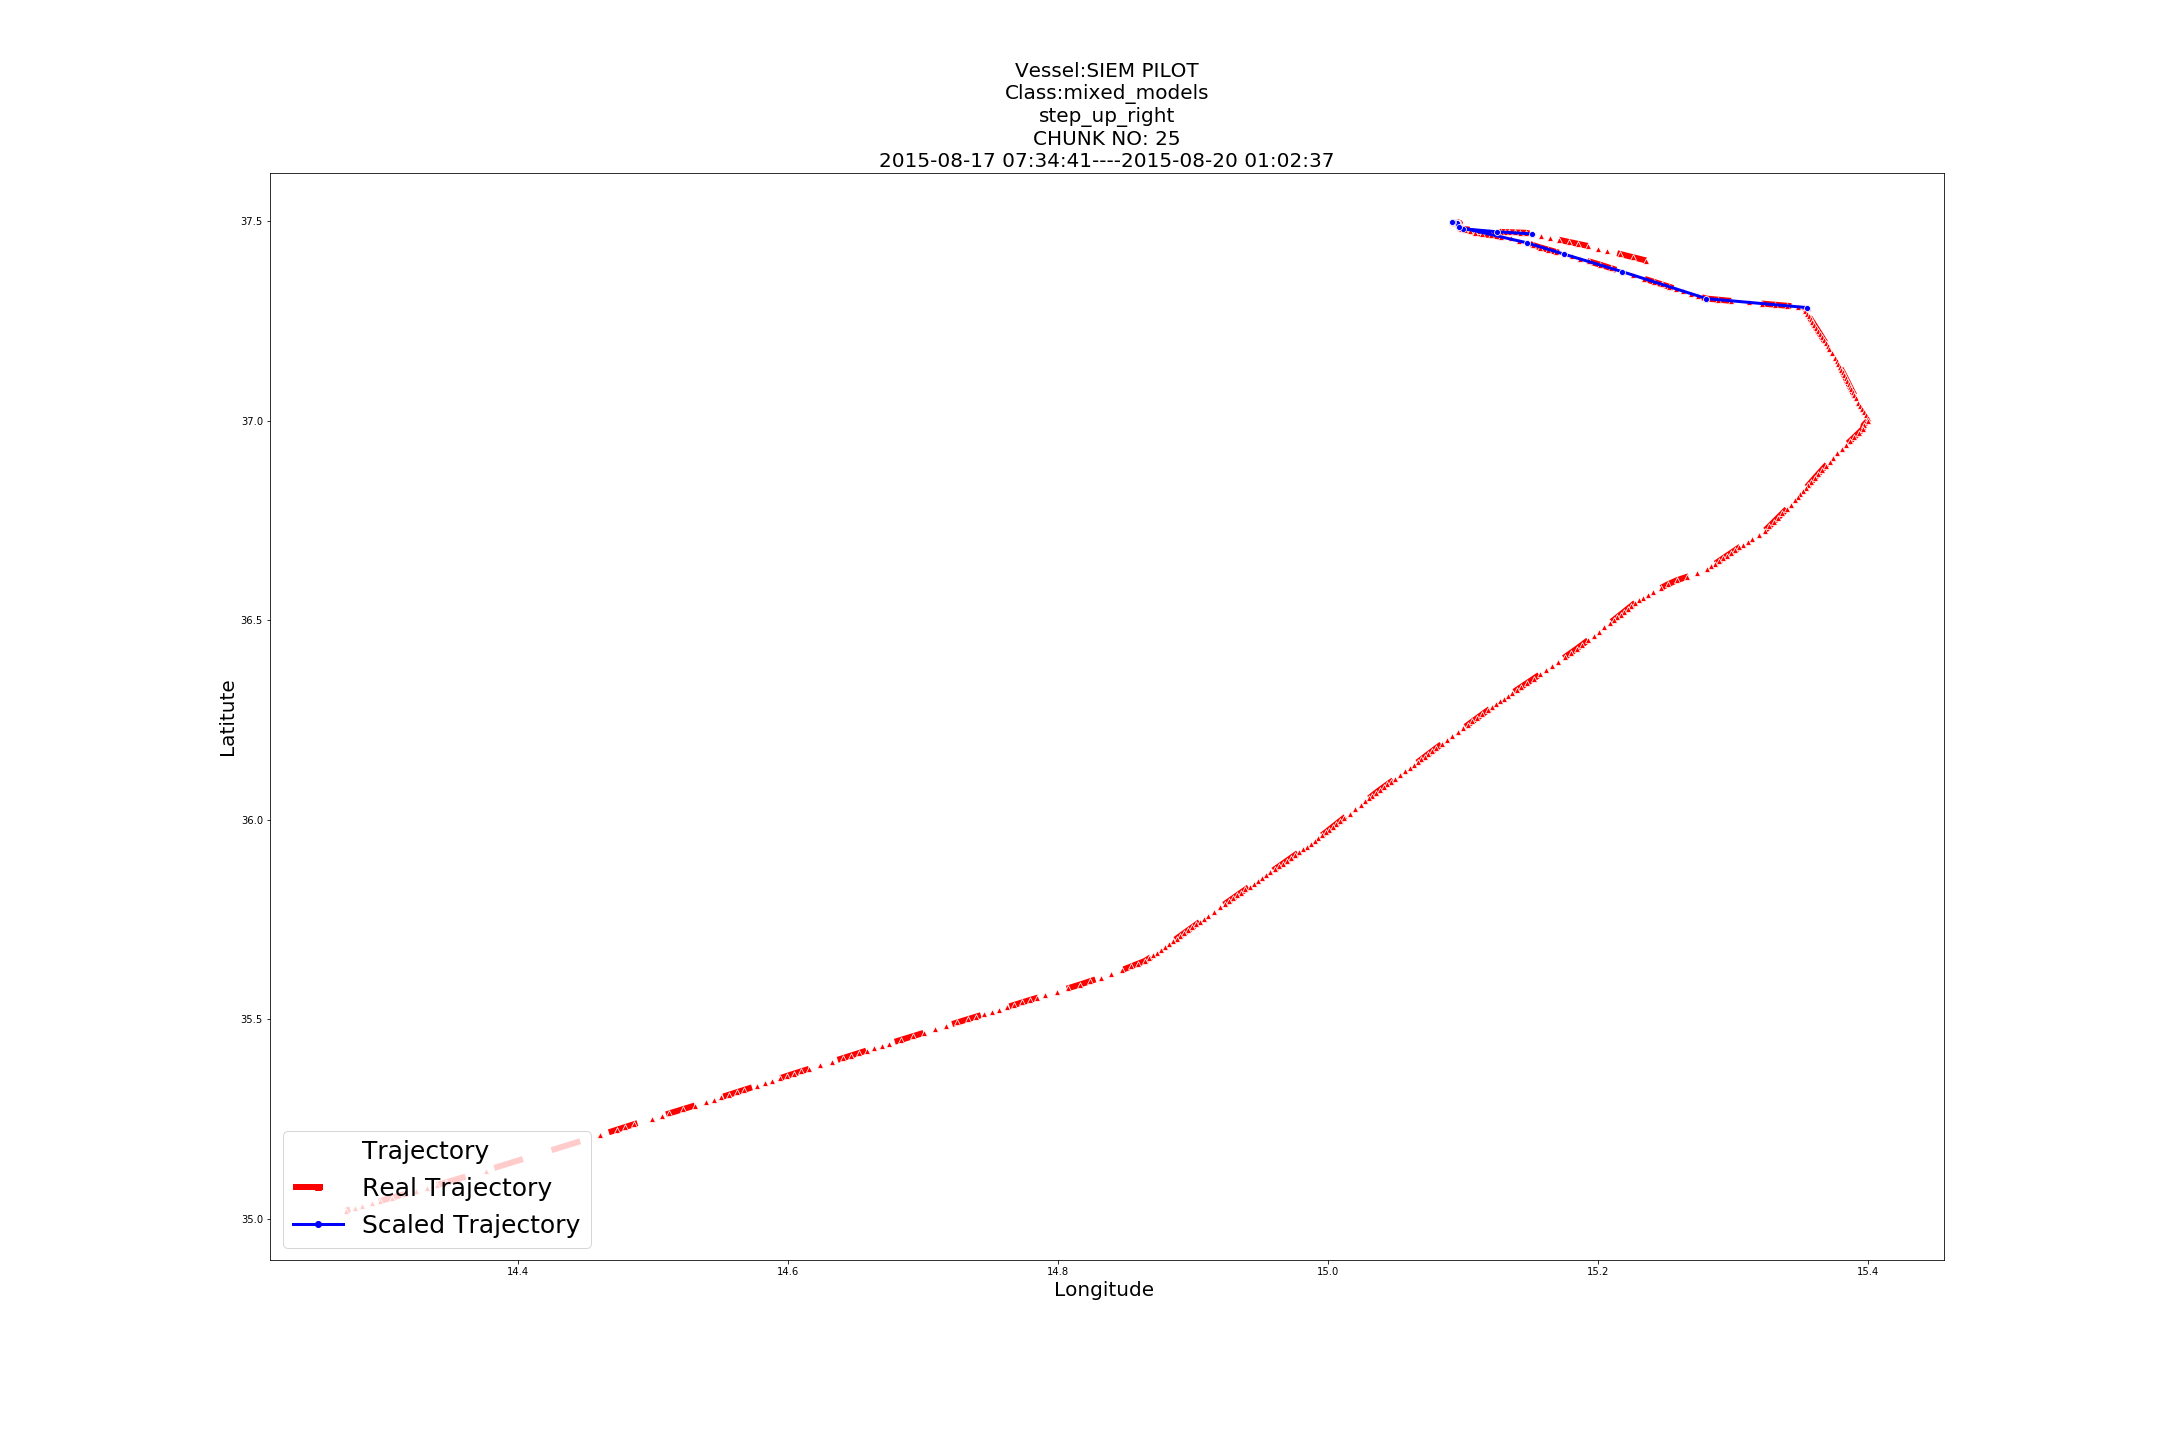 Vessel:SIEM PILOT
Class:mixed_models
step_up_right
CHUNK NO: 25
2015-08-17 07:34:41----2015-08-20 01:02:37
37.5
37.0
36.5
36.0
35.5
35.0
Latitute
Trajectory
Real Trajectory
Scaled Trajectory
14.4 14.6 14.8 15.0 15.2 15.4
Longitude